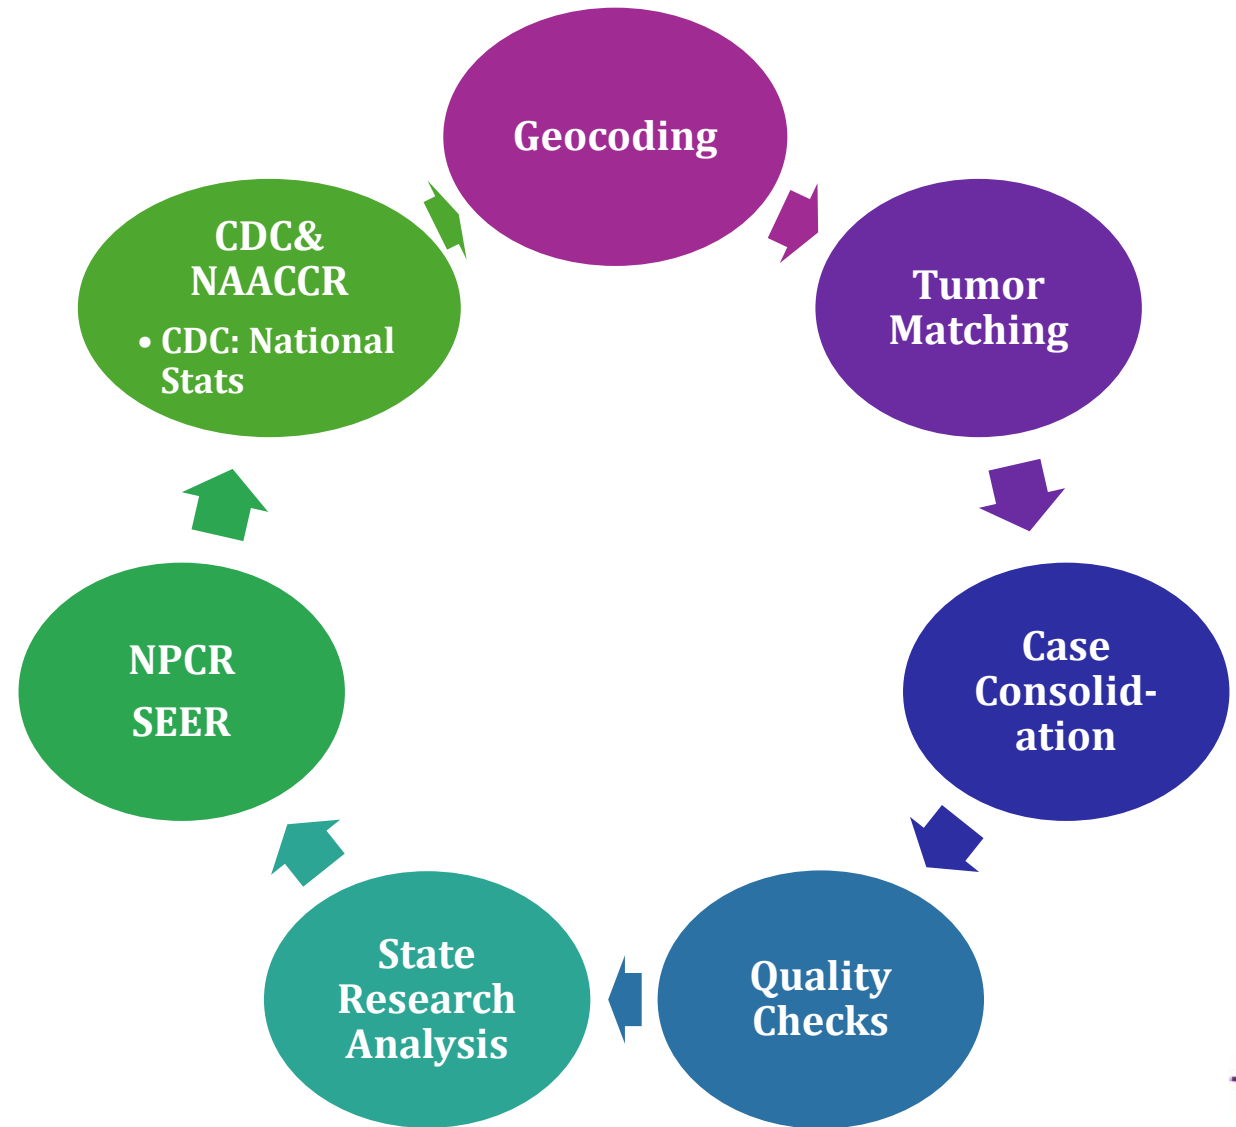 Geocoding
Tumor
Matching
Case
Consolid-
ation
Quality
Checks
State
Research
Analysis
NPCR
SEER
CDC&
NAACCR
• CDC: National
Stats